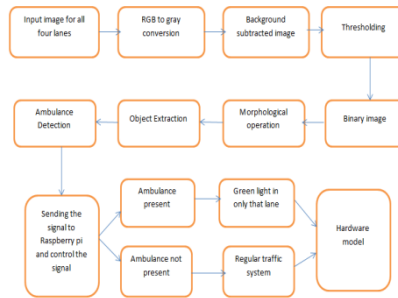 Input image for all
four lanes
RGB to gray
conversion
Background
subtracted image
Thresholding
Ambulance
Detection
Object Extraction
Morphological
operation
Binary image
Sending the
signal to
Raspberry pi
and control the
signal
Ambulance
present
Green light in
only that lane
Ambulance not
present
Regular traffic
system
Hardware
model